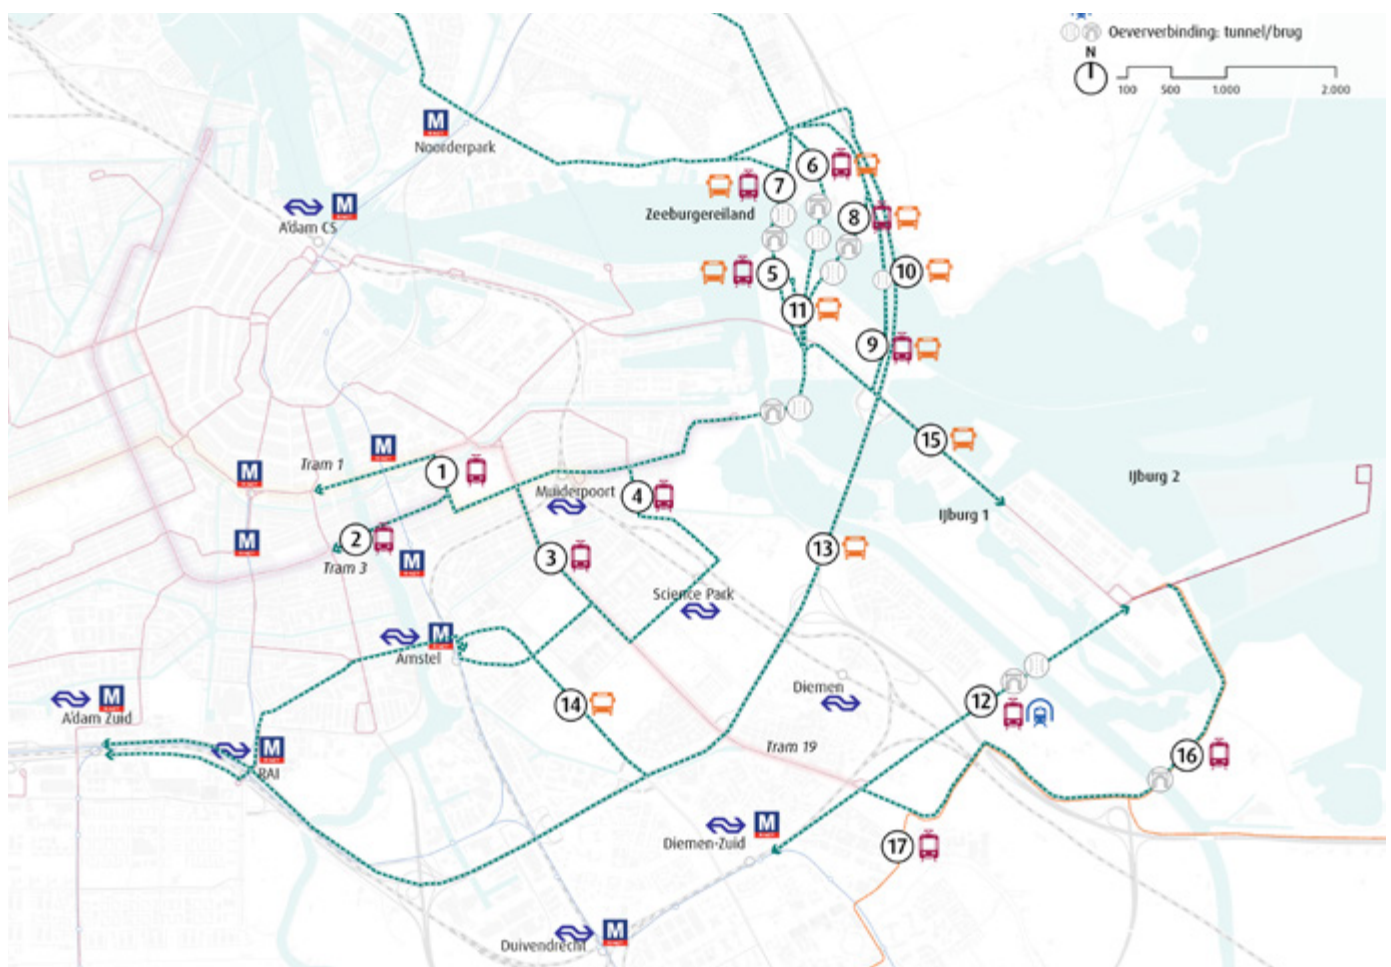 Oeververbinding: tunnel/brug
N
100 500 1.000 2.000
M
Noorderpark
6
7
Zeeburgereiland
8
M
A'dam CS
5
10
11
9
15
M
Tram 1
1
M
IJburg 2
Muiderpoort
4
IJburg 1
M
2
Tram 3
M
3
13
Science Park
M
Amstel
Diemen
12
M
A'dam Zuid
14
M
RAI
Tram 19
16
M
Diemen-Zuid
17
M
Duivendrecht